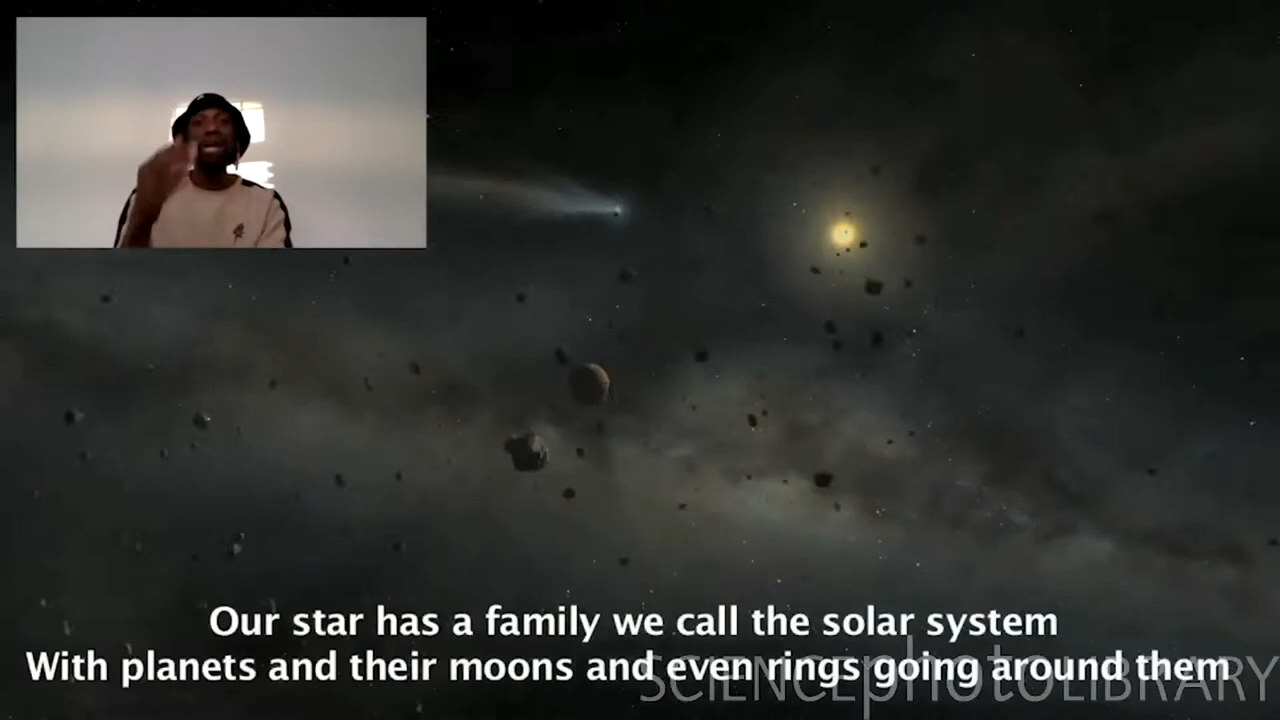 Our star has a family we call the solar system
With planets and their moons and even rings going around them
SCIENCEphotoLIBRARY